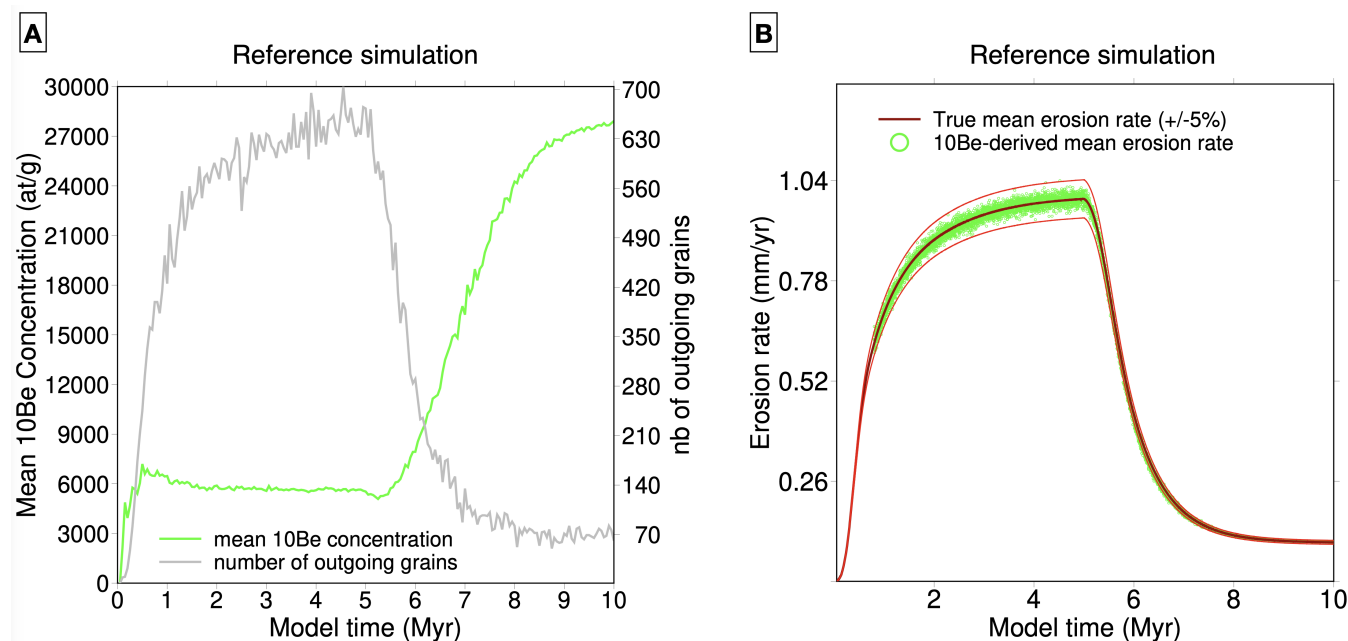 A
Reference simulation
30000
27000
24000
21000
18000
15000
12000
9000
6000
3000
0
Mean 10Be Concentration (at/g)
700
630
560
490
420
350
280
210
140
70
nb of outgoing grains
mean 10Be concentration
number of outgoing grains
0 1 2 3 4 5 6 7 8 9 10
Model time (Myr)
B
Reference simulation
True mean erosion rate (+/-5%)
10Be-derived mean erosion rate
1.04
0.78
0.52
0.26
Erosion rate (mm/yr)
2 4 6 8 10
Model time (Myr)